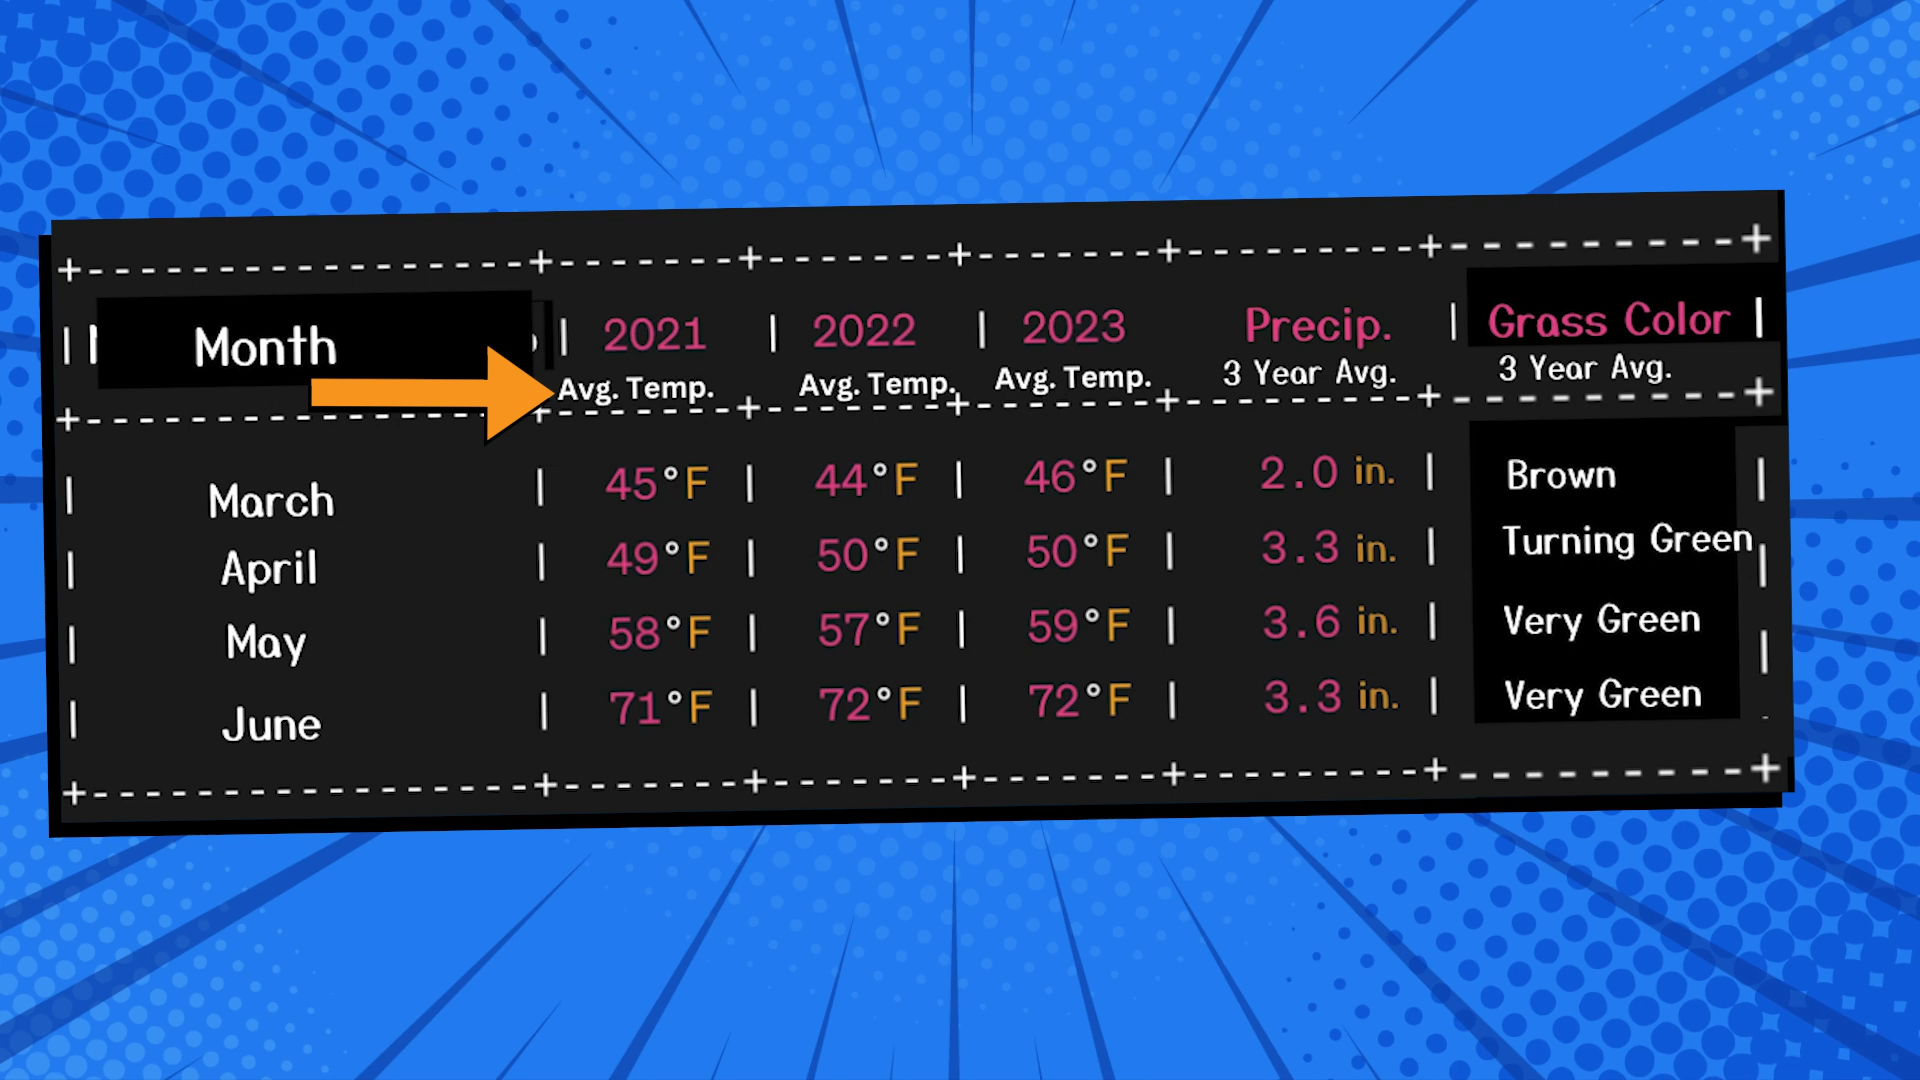 Month | 2021 | 2022 | 2023 Precip. | Grass Color |
Avg. Temp. Avg. Temp. Avg. Temp. 3 Year Avg. 3 Year Avg.
| March | 45°F | 44°F | 46°F | 2.0 in. | Brown |
| April | 49°F | 50°F | 50°F | 3.3 in. | Turning Green |
| May | 58°F | 57°F | 59°F | 3.6 in. | Very Green |
| June | 71°F | 72°F | 72°F | 3.3 in. | Very Green